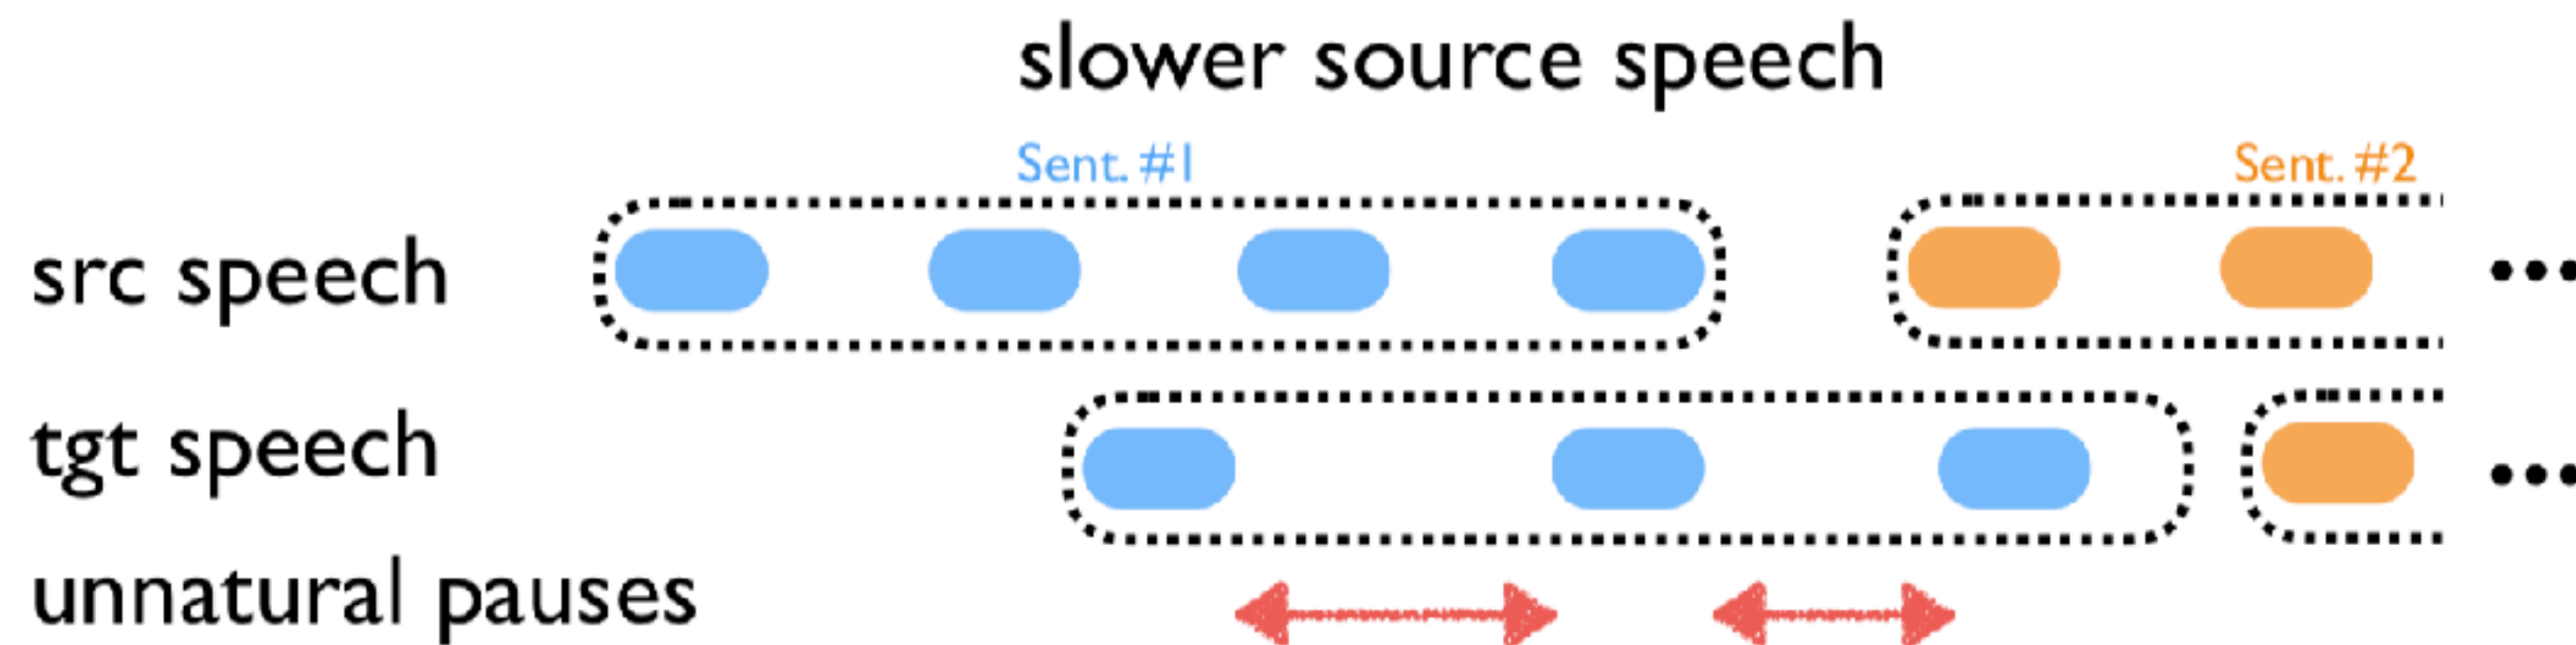 slower source speech
Sent. #1
Sent. #2
src speech
tgt speech
unnatural pauses